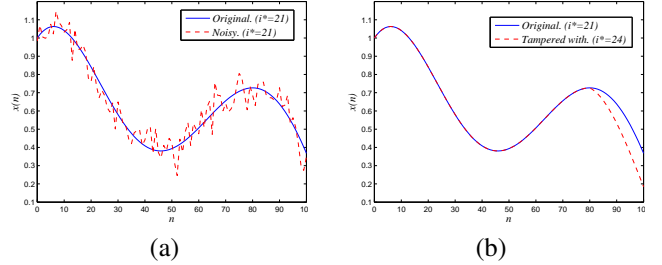 Original. (i*=21)
Noisy. (i*=21)
x(n)
1.1
1
0.9
0.8
0.7
0.6
0.5
0.4
0.3
0.2
0.1
0 10 20 30 40 50 60 70 80 90 100
n
(a)
Original. (i*=21)
Tampered with. (i*=24)
x(n)
1.1
1
0.9
0.8
0.7
0.6
0.5
0.4
0.3
0.2
0.1
0 10 20 30 40 50 60 70 80 90 100
n
(b)